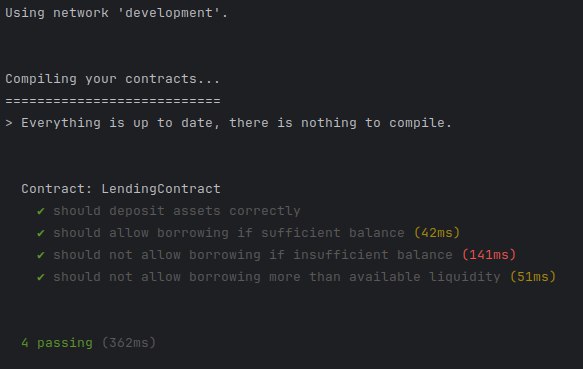 Using network 'development'.
Compiling your contracts...
===========================
> Everything is up to date, there is nothing to compile.
Contract: LendingContract
✔ should deposit assets correctly
✔ should allow borrowing if sufficient balance (42ms)
✔ should not allow borrowing if insufficient balance (141ms)
✔ should not allow borrowing more than available liquidity (51ms)
4 passing (362ms)